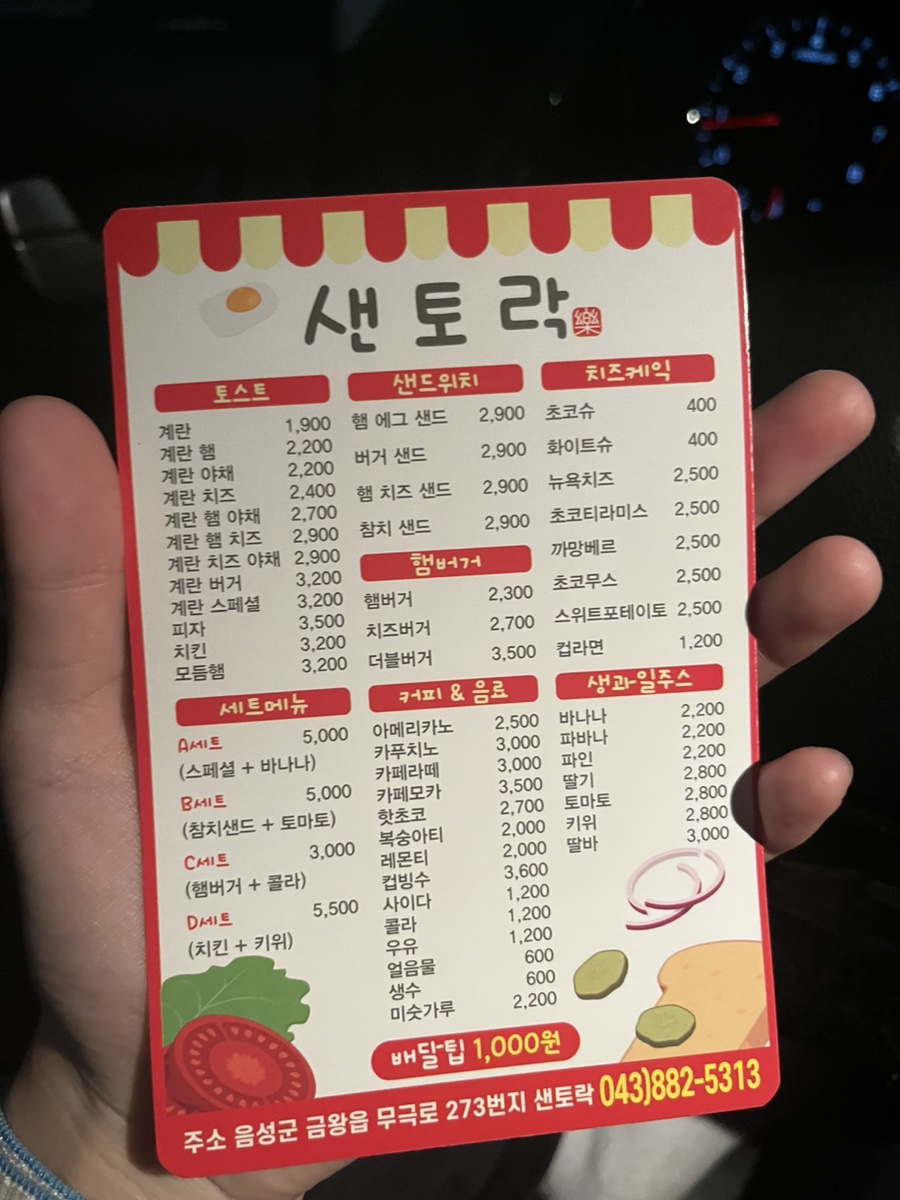 샌토락 樂
토스트
계란 1,900
계란 햄 2,200
계란 야채 2,200
계란 치즈 2,400
계란 햄 야채 2,700
계란 햄 치즈 2,900
계란 치즈 야채 2,900
계란 버거 3,200
계란 스페셜 3,200
피자 3,500
치킨 3,200
모듬햄 3,200
샌드위치
햄 에그 샌드 2,900
버거 샌드 2,900
햄 치즈 샌드 2,900
참치 샌드 2,900
햄버거
햄버거 2,300
치즈버거 2,700
더블버거 3,500
치즈케익
초코슈 400
화이트슈 400
뉴욕치즈 2,500
초코티라미스 2,500
까망베르 2,500
초코무스 2,500
스위트포테이토 2,500
컵라면 1,200
세트메뉴
A세트 5,000
(스페셜 + 바나나)
B세트 5,000
(참치샌드 + 토마토)
C세트 3,000
(햄버거 + 콜라)
D세트 5,500
(치킨 + 키위)
커피 & 음료
아메리카노 2,500
카푸치노 3,000
카페라떼 3,000
카페모카 3,500
핫초코 2,700
복숭아티 2,000
레몬티 2,000
컵빙수 3,600
사이다 1,200
콜라 1,200
우유 1,200
얼음물 600
생수 600
미숫가루 2,200
생과일주스
바나나 2,200
파바나 2,200
파인 2,200
딸기 2,800
토마토 2,800
키위 2,800
딸바 3,000
배달팁 1,000원
주소 음성군 금왕읍 무극로 273번지 샌토락 043)882-5313